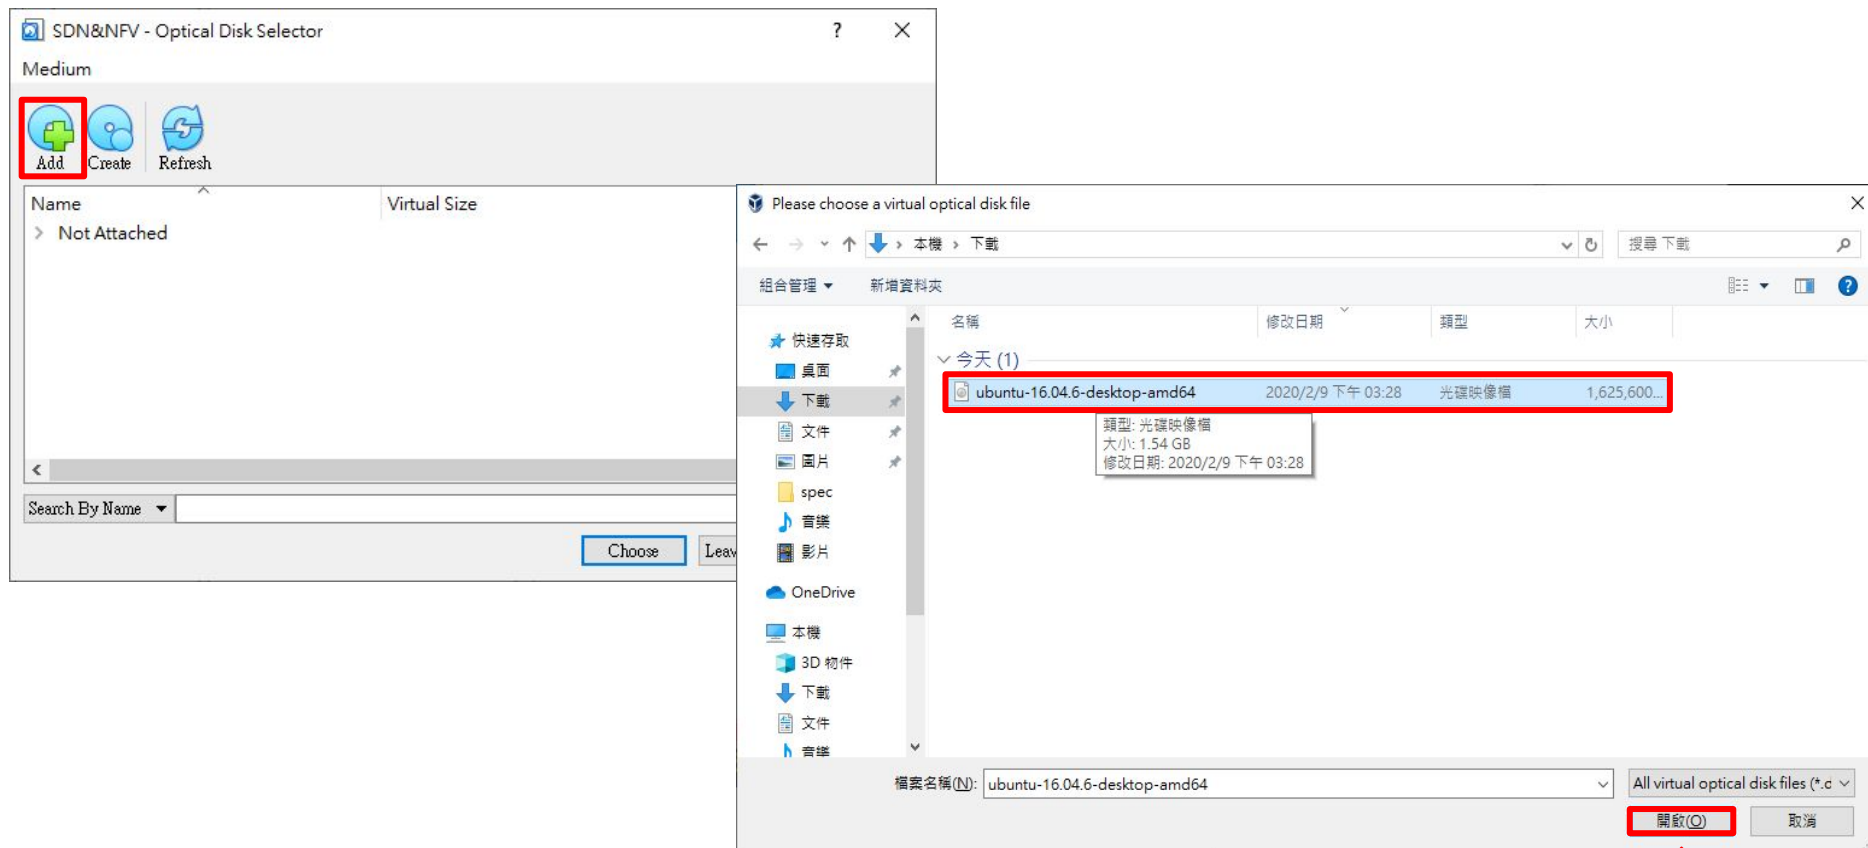 SDN&NFV - Optical Disk Selector
?
Medium
Add Create Refresh
Name Virtual Size
Not Attached
Search By Name
Choose
Please choose a virtual optical disk file
本機 › 下載
搜尋 下載
組合管理 新增資料夾
名稱 修改日期 類型 大小
快速存取
桌面
下載
文件
圖片
spec
音樂
影片
OneDrive
本機
3D 物件
下載
文件
音樂
今天 (1)
ubuntu-16.04.6-desktop-amd64 2020/2/9 下午 03:28 光碟映像檔 1,625,600...
類型: 光碟映像檔
大小: 1.54 GB
修改日期: 2020/2/9 下午 03:28
檔案名稱(N): ubuntu-16.04.6-desktop-amd64
All virtual optical disk files (*.d
開啟(O) 取消